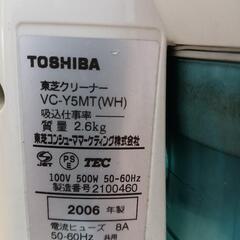 TOSHIBA
東芝クリーナー
VC-Y5MT(WH)
吸込仕事率
質量 2.6kg
東芝コンシューママーケティング株式会社
JET PS E TEC
100V 500W 50-60Hz
製造番号 2100460
2006 年製
電流ヒューズ 8A
50-60Hz 共用